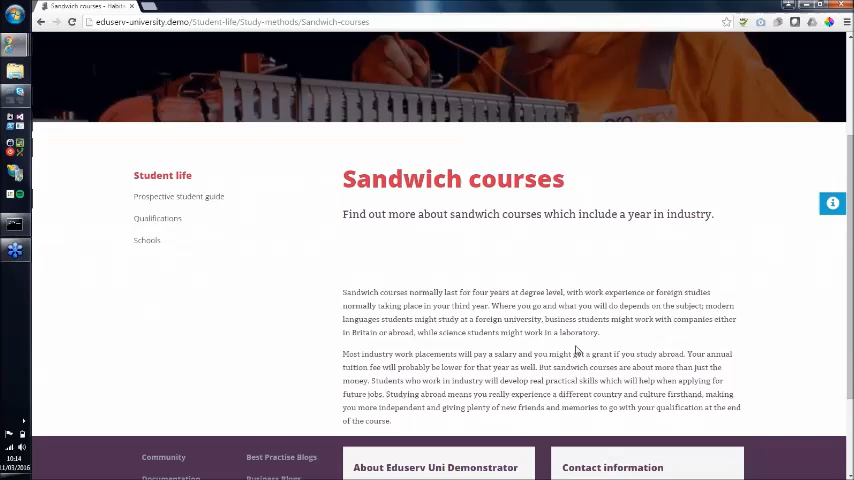 Sandwich courses - Habit
eduserv-university.demo/Student-life/Study-methods/Sandwich-courses
Student life
Prospective student guide
Qualifications
Schools
Sandwich courses
Find out more about sandwich courses which include a year in industry.
Sandwich courses normally last for four years at degree level, with work experience or foreign studies
normally taking place in your third year. Where you go and what you will do depends on the subject; modern
languages students might study at a foreign university, business students might work with companies either
in Britain or abroad, while science students might work in a laboratory.
Most industry work placements will pay a salary and you might get a grant if you study abroad. Your annual
tuition fee will probably be lower for that year as well. But sandwich courses are about more than just the
money. Students who work in industry will develop real practical skills which will help when applying for
future jobs. Studying abroad means you really experience a different country and culture firsthand, making
you more independent and giving plenty of new friends and memories to go with your qualification at the end
of the course.
Community
Best Practise Blogs
About Eduserv Uni Demonstrator
Contact information
Documentation
Business Blogs
10:14
11/03/2016